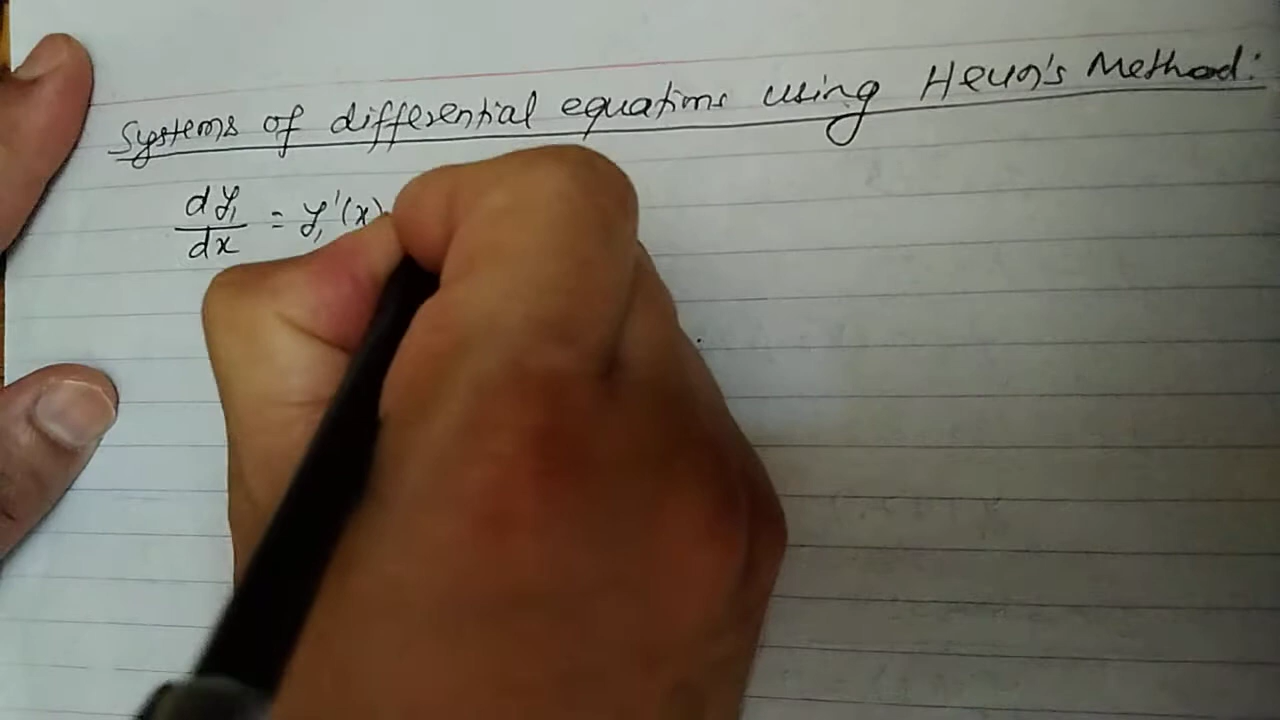 Systems of differential equations using Heun's Method:
dy₁/dx = y₁'(x)